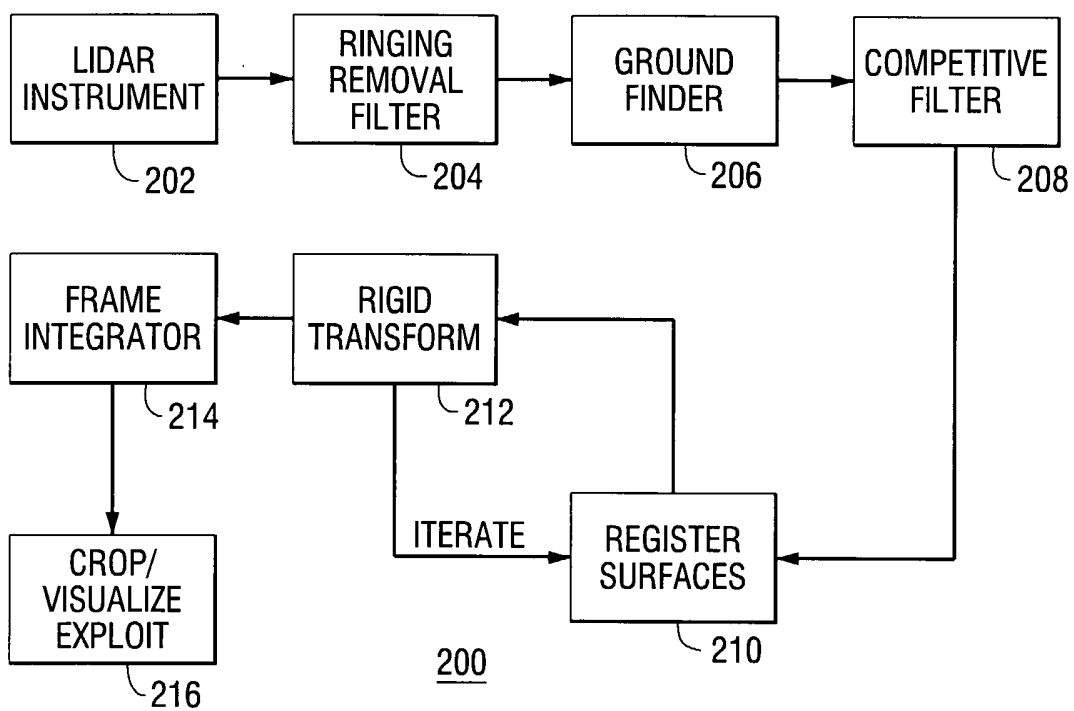 LIDAR
INSTRUMENT
202
RINGING
REMOVAL
FILTER
204
GROUND
FINDER
206
COMPETITIVE
FILTER
208
FRAME
INTEGRATOR
214
RIGID
TRANSFORM
212
ITERATE
REGISTER
SURFACES
210
CROP/
VISUALIZE
EXPLOIT
216
200